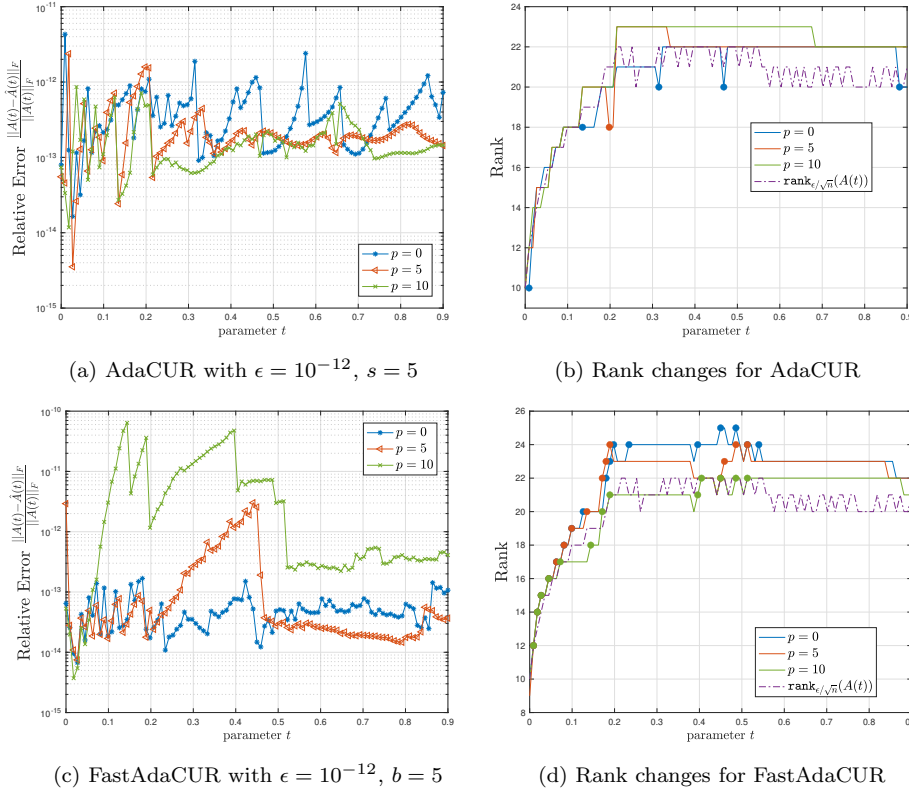 10^{-11}
10^{-12}
10^{-13}
10^{-14}
10^{-15}
Relative Error \frac{||A(t)-\hat{A}(t)||_F}{||A(t)||_F}
p = 0
p = 5
p = 10
0 0.1 0.2 0.3 0.4 0.5 0.6 0.7 0.8 0.9
parameter t
(a) AdaCUR with ϵ = 10^{-12}, s = 5
24
22
20
18
16
14
12
10
Rank
p = 0
p = 5
p = 10
rank_{ϵ/√n}(A(t))
0 0.1 0.2 0.3 0.4 0.5 0.6 0.7 0.8 0.9
parameter t
(b) Rank changes for AdaCUR
10^{-10}
10^{-11}
10^{-12}
10^{-13}
10^{-14}
10^{-15}
Relative Error \frac{||A(t)-\hat{A}(t)||_F}{||A(t)||_F}
p = 0
p = 5
p = 10
0 0.1 0.2 0.3 0.4 0.5 0.6 0.7 0.8 0.9
parameter t
(c) FastAdaCUR with ϵ = 10^{-12}, b = 5
26
24
22
20
18
16
14
12
10
8
Rank
p = 0
p = 5
p = 10
rank_{ϵ/√n}(A(t))
0 0.1 0.2 0.3 0.4 0.5 0.6 0.7 0.8 0.9
parameter t
(d) Rank changes for FastAdaCUR